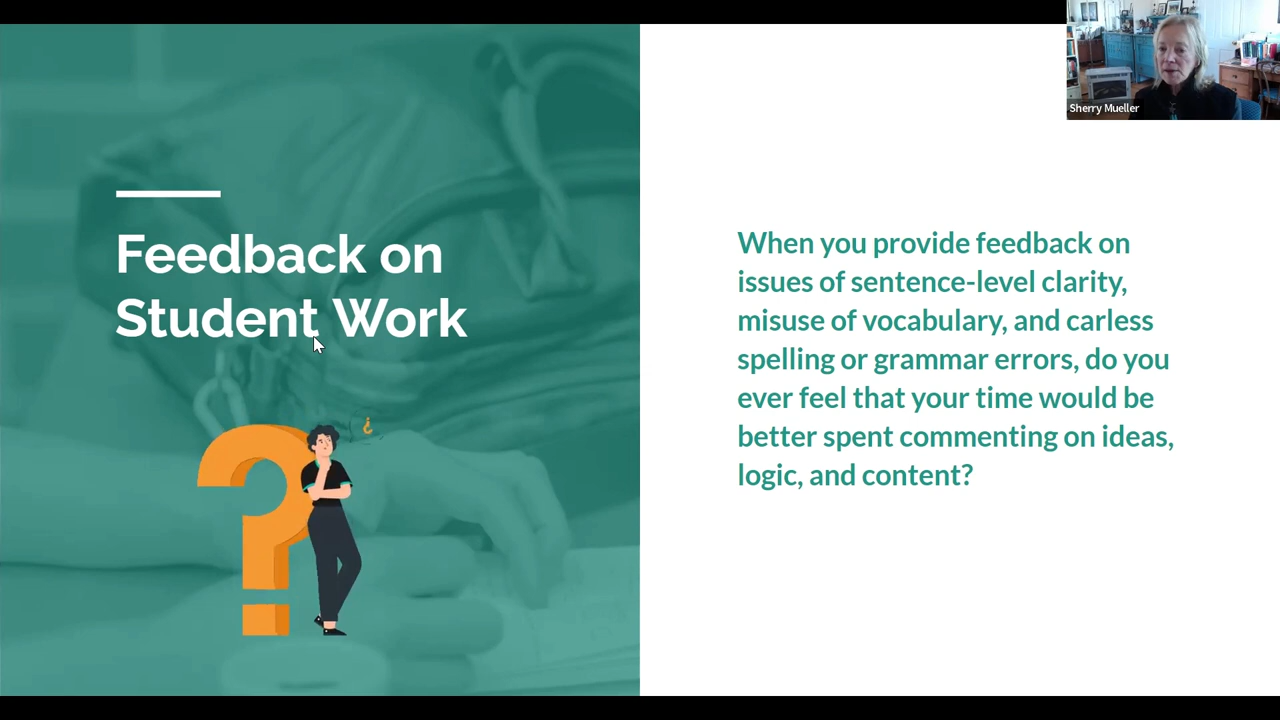 Sherry Mueller
Feedback on
Student Work
When you provide feedback on
issues of sentence-level clarity,
misuse of vocabulary, and carless
spelling or grammar errors, do you
ever feel that your time would be
better spent commenting on ideas,
logic, and content?